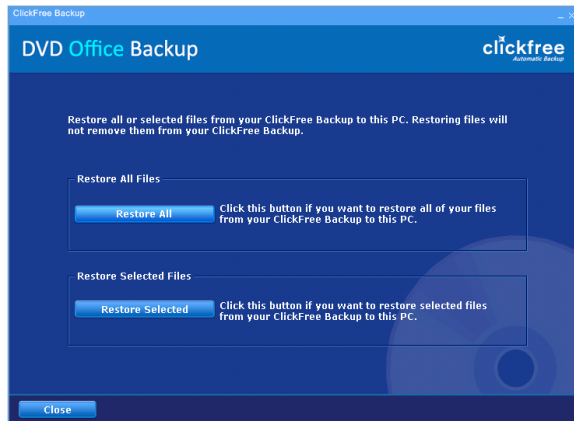 ClickFree Backup
DVD Office Backup
clickfree
Automatic Backup
Restore all or selected files from your ClickFree Backup to this PC. Restoring files will
not remove them from your ClickFree Backup.
Restore All Files
Restore All
Click this button if you want to restore all of your files
from your ClickFree Backup to this PC.
Restore Selected Files
Restore Selected
Click this button if you want to restore selected files
from your ClickFree Backup to this PC.
Close